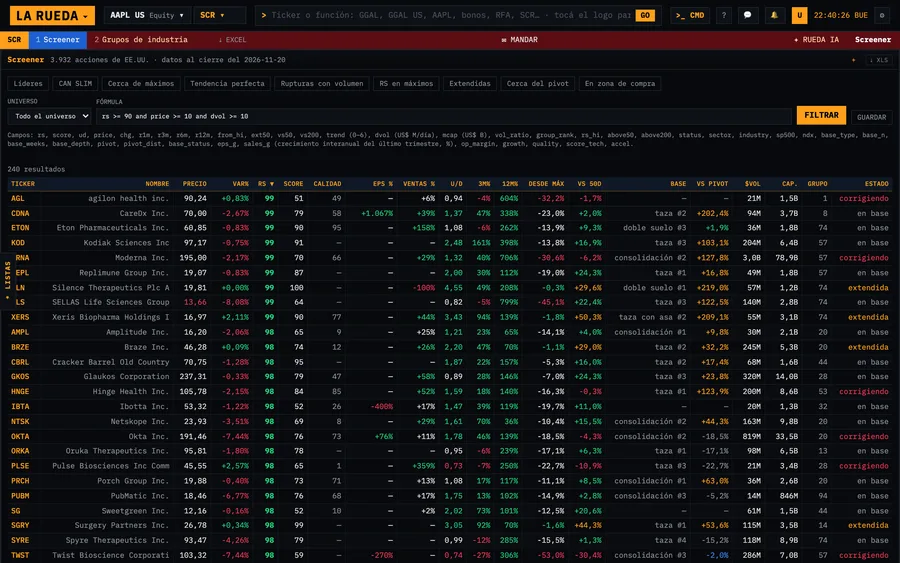 LA RUEDA AAPL US Equity ▾ SCR ▾ > Ticker o función: GGAL, GGAL US, AAPL, bonos, RFA, SCR… · tocá el logo pa GO >_ CMD ? U 22:40:26 BUE
SCR 1 Screener 2 Grupos de industria ↓ EXCEL ✉ MANDAR + RUEDA IA Screener
Screener 3.932 acciones de EE.UU. · datos al cierre del 2026-11-20 + ↓ XLS
Líderes CAN SLIM Cerca de máximos Tendencia perfecta Rupturas con volumen RS en máximos Extendidas Cerca del pivot En zona de compra
UNIVERSO FÓRMULA
Todo el universo rs >= 90 and price >= 10 and dvol >= 10 FILTRAR GUARDAR
Campos: rs, score, ud, price, chg, r1m, r3m, r6m, r12m, from_hi, ext50, vs50, vs200, trend (0-6), dvol (US$ M/día), mcap (US$ B), vol_ratio, group_rank, rs_hi, above50, above200, status, sector, industry, sp500, ndx, base_type, base_n,
base_weeks, base_depth, pivot, pivot_dist, base_status, eps_g, sales_g (crecimiento interanual del último trimestre, %), op_margin, growth, quality, score_tech, accel.
240 resultados
TICKER NOMBRE PRECIO VAR% RS ▼ SCORE CALIDAD EPS % VENTAS % U/D 3M% 12M% DESDE MÁX VS 50D BASE VS PIVOT $VOL CAP. GRUPO ESTADO
AGL agilon health inc. 90,24 +0,83% 99 51 49 — +6% 0,94 -4% 604% -32,2% -1,7% — — 21M 1,5B 1 corrigiendo
CDNA CareDx Inc. 70,00 -2,67% 99 79 58 +1.067% +39% 1,37 47% 338% -23,0% +2,0% taza #2 +202,4% 94M 3,7B 8 en base
ETON Eton Pharmaceuticals Inc. 60,85 -0,83% 99 90 95 — +158% 1,08 -6% 262% -13,9% +9,3% doble suelo #3 +1,9% 36M 1,8B 74 en base
KOD Kodiak Sciences Inc 97,17 -0,75% 99 91 — — — 2,48 161% 398% -13,8% +16,9% taza #3 +103,1% 204M 6,4B 57 en base
RNA Moderna Inc. 195,00 -2,17% 99 70 66 — +29% 1,32 40% 706% -30,6% -6,2% consolidación #2 +127,8% 3,0B 78,9B 57 corrigiendo
EPL Replimune Group Inc. 19,07 -0,83% 99 87 — — — 2,00 30% 112% -19,0% +24,3% taza #1 +16,8% 49M 1,8B 57 en base
LN Silence Therapeutics Plc A 19,81 +0,00% 99 100 — — -100% 4,55 49% 208% -0,3% +29,6% doble suelo #1 +219,0% 57M 1,2B 74 extendida
LS SELLAS Life Sciences Group 13,66 -8,08% 99 64 — — — 0,82 5% 799% -45,1% +22,4% taza #3 +122,5% 140M 2,8B 74 en base
XERS Xeris Biopharma Holdings I 16,97 +2,11% 99 90 77 — +44% 3,43 94% 139% -1,8% +50,3% taza con asa #2 +209,1% 55M 3,1B 74 extendida
AMPL Amplitude Inc. 16,20 -2,06% 98 65 9 — +25% 1,21 23% 65% -14,1% +4,0% consolidación #1 +9,8% 30M 2,1B 20 en base
BRZE Braze Inc. 46,28 +0,09% 98 74 12 — +26% 2,20 47% 70% -1,1% +29,0% taza #1 +32,2% 245M 5,3B 20 extendida
CBRL Cracker Barrel Old Country 70,75 -1,28% 98 95 — — — 1,87 22% 157% -5,3% +16,0% taza #2 +17,4% 68M 1,6B 44 en base
GKOS Glaukos Corporation 237,31 -0,33% 98 79 47 — +58% 0,89 28% 146% -7,0% +24,3% taza #3 +23,8% 320M 14,0B 28 en base
HNGE Hinge Health Inc. 105,78 -2,15% 98 84 85 — +52% 1,59 18% 140% -16,3% -0,3% taza #1 +123,9% 200M 8,6B 53 corrigiendo
IBTA Ibotta Inc. 53,32 -1,22% 98 52 26 -400% +17% 1,47 39% 119% -19,7% +11,0% — — 20M 1,3B 32 en base
NTSK Netskope Inc. 23,93 -3,51% 98 69 8 — +29% 1,61 70% 36% -10,4% +15,5% consolidación #2 +44,3% 163M 9,8B 20 en base
OKTA Okta Inc. 191,46 -7,44% 98 76 73 +76% +11% 1,78 46% 139% -18,5% -4,3% consolidación #2 -18,5% 819M 33,5B 20 corrigiendo
ORKA Oruka Therapeutics Inc. 95,81 -1,80% 98 78 — — — 0,95 -6% 239% -17,1% +6,3% taza #1 -17,1% 98M 6,5B 13 en base
PLSE Pulse Biosciences Inc Comm 45,55 +2,57% 98 65 1 — +359% 0,73 -7% 250% -22,7% -10,9% taza #3 -22,7% 21M 3,4B 28 corrigiendo
PRCH Porch Group Inc. 19,88 -0,40% 98 73 71 — +13% 1,08 17% 117% -11,1% +8,5% taza #1 +63,0% 36M 2,6B 20 en base
PUBM PubMatic Inc. 18,46 -6,77% 98 76 68 — +17% 1,75 13% 102% -14,9% +2,8% consolidación #3 -5,2% 14M 846M 94 en base
SG Sweetgreen Inc. 12,16 -0,16% 98 52 10 — +2% 2,02 73% 101% -12,5% +20,6% — — 61M 1,5B 44 en base
SGRY Surgery Partners Inc. 26,78 +0,34% 98 99 — — — 3,05 92% 70% -1,6% +44,3% taza #1 +53,6% 115M 3,5B 14 extendida
SYRE Spyre Therapeutics Inc. 93,47 -4,26% 98 79 — — — 0,99 -12% 285% -15,5% +1,3% taza #4 -15,2% 118M 8,9B 74 en base
TWST Twist Bioscience Corporati 103,32 -7,44% 98 59 — -270% — 0,74 -27% 306% -53,0% -30,4% consolidación #3 -2,0% 286M 7,0B 57 corrigiendo
LISTAS